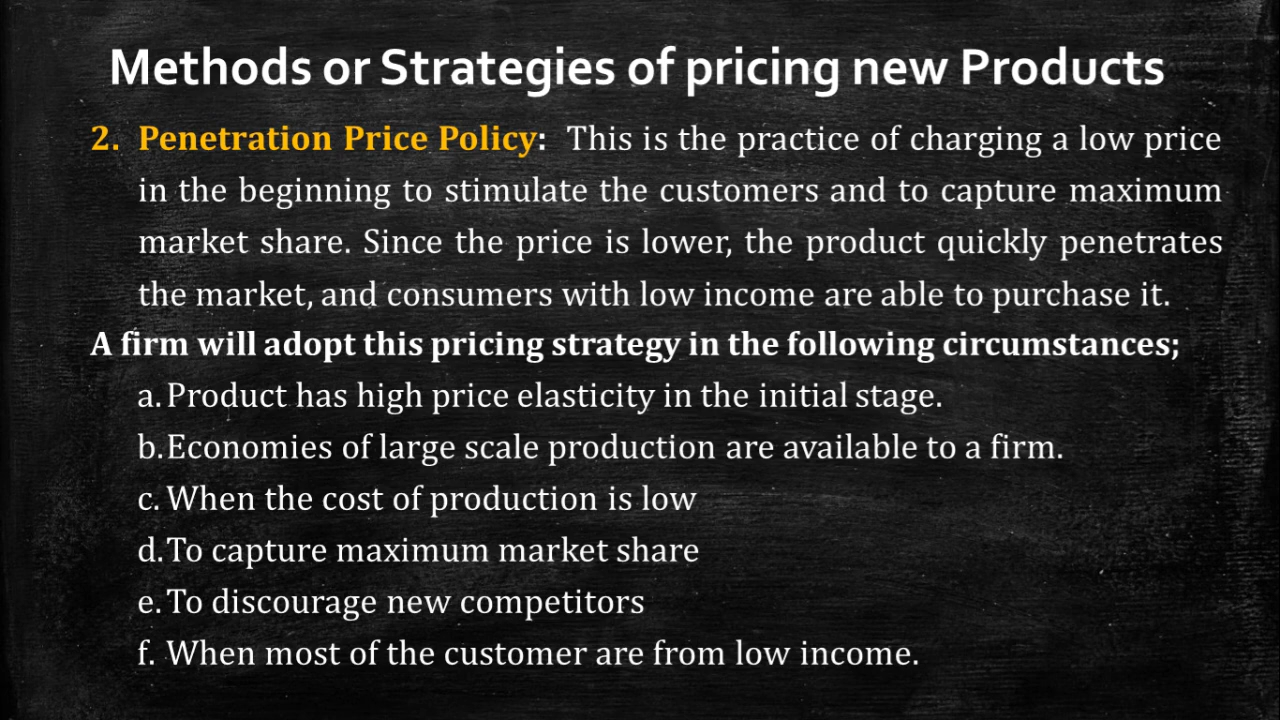 Methods or Strategies of pricing new Products
2. Penetration Price Policy: This is the practice of charging a low price
in the beginning to stimulate the customers and to capture maximum
market share. Since the price is lower, the product quickly penetrates
the market, and consumers with low income are able to purchase it.
A firm will adopt this pricing strategy in the following circumstances;
a. Product has high price elasticity in the initial stage.
b. Economies of large scale production are available to a firm.
c. When the cost of production is low
d. To capture maximum market share
e. To discourage new competitors
f. When most of the customer are from low income.